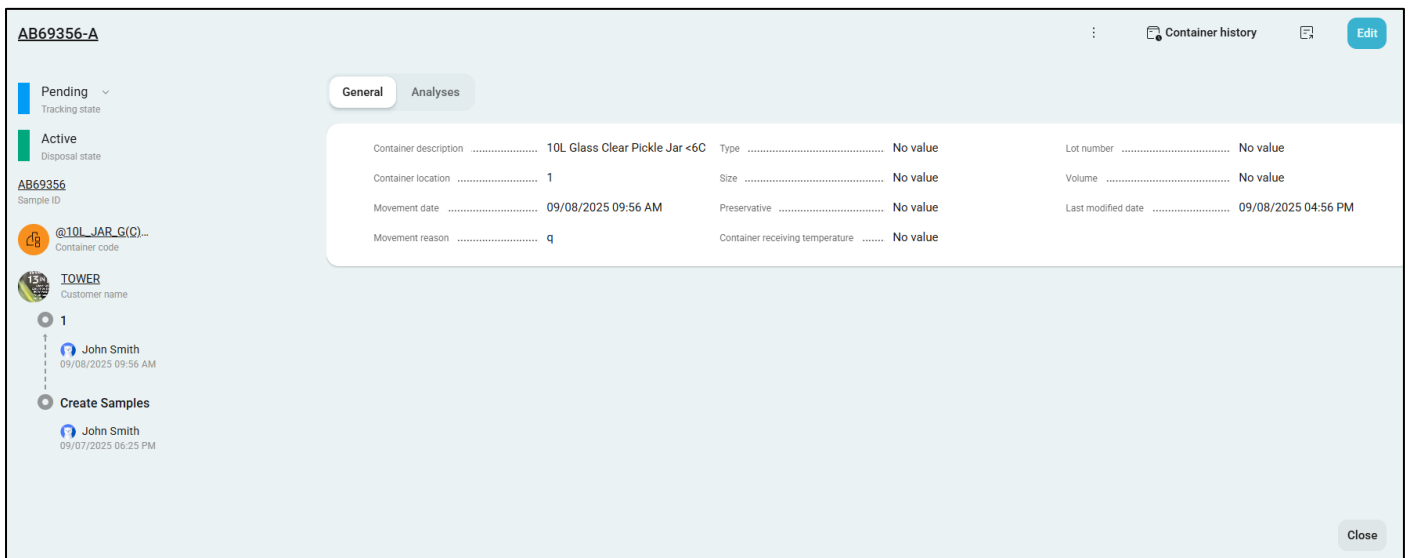 AB69356-A
Container history
Edit
Pending
Tracking state
Active
Disposal state
AB69356
Sample ID
@10L_JAR_G(C)...
Container code
TOWER
Customer name
1
John Smith
09/08/2025 09:56 AM
Create Samples
John Smith
09/07/2025 06:25 PM
General Analyses
Container description ........................ 10L Glass Clear Pickle Jar <6C Type ........................ No value Lot number ........................ No value
Container location ........................ 1 Size ........................ No value Volume ........................ No value
Movement date ........................ 09/08/2025 09:56 AM Preservative ........................ No value Last modified date ........................ 09/08/2025 04:56 PM
Movement reason ........................ q Container receiving temperature ....... No value
Close